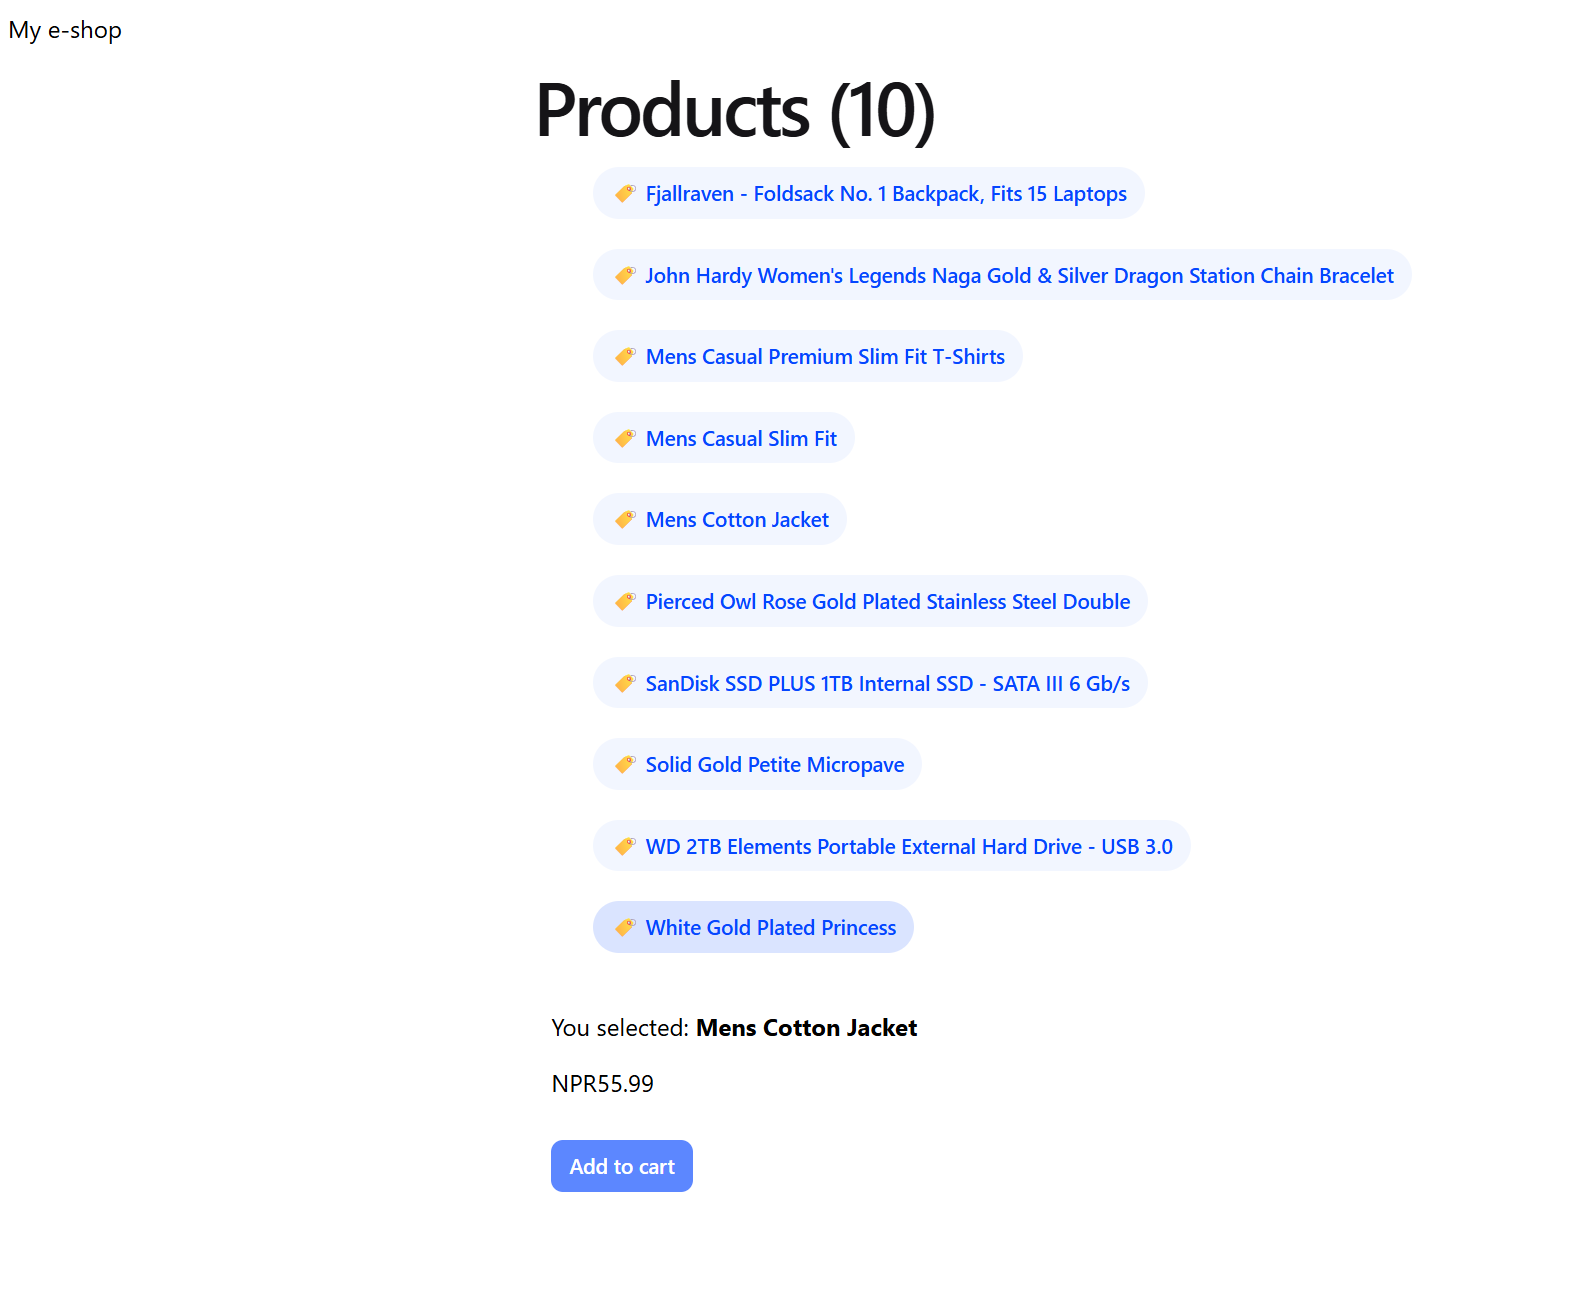 My e-shop
Products (10)
Fjallraven - Foldsack No. 1 Backpack, Fits 15 Laptops
John Hardy Women's Legends Naga Gold & Silver Dragon Station Chain Bracelet
Mens Casual Premium Slim Fit T-Shirts
Mens Casual Slim Fit
Mens Cotton Jacket
Pierced Owl Rose Gold Plated Stainless Steel Double
SanDisk SSD PLUS 1TB Internal SSD - SATA III 6 Gb/s
Solid Gold Petite Micropave
WD 2TB Elements Portable External Hard Drive - USB 3.0
White Gold Plated Princess
You selected: Mens Cotton Jacket
NPR55.99
Add to cart